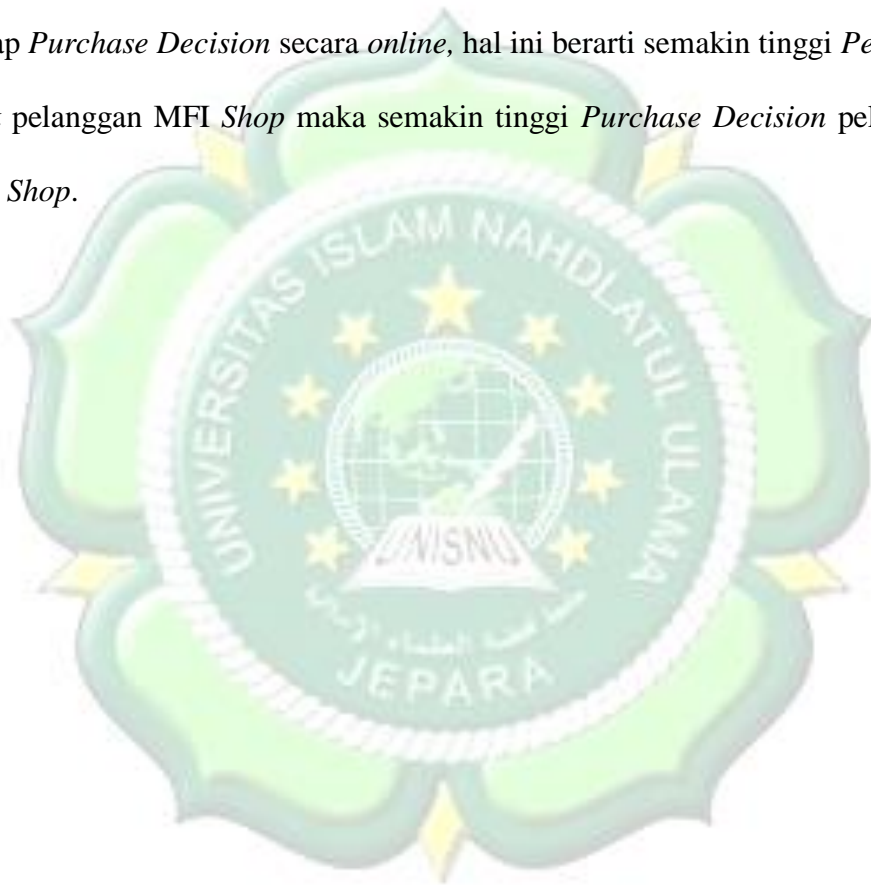 ap Purchase Decision secara online, hal ini berarti semakin tinggi Pe
pelanggan MFI Shop maka semakin tinggi Purchase Decision pel
Shop.
UNIVERSITAS ISLAM NAHDLATUL ULAMA
UNISNU
JEPARA